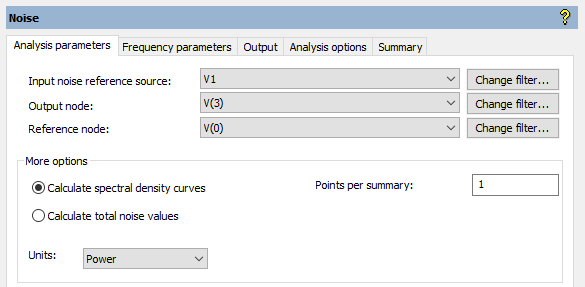 Noise ?
Analysis parameters Frequency parameters Output Analysis options Summary
Input noise reference source: V1 Change filter...
Output node: V(3) Change filter...
Reference node: V(0) Change filter...
More options
Calculate spectral density curves Points per summary: 1
Calculate total noise values
Units: Power